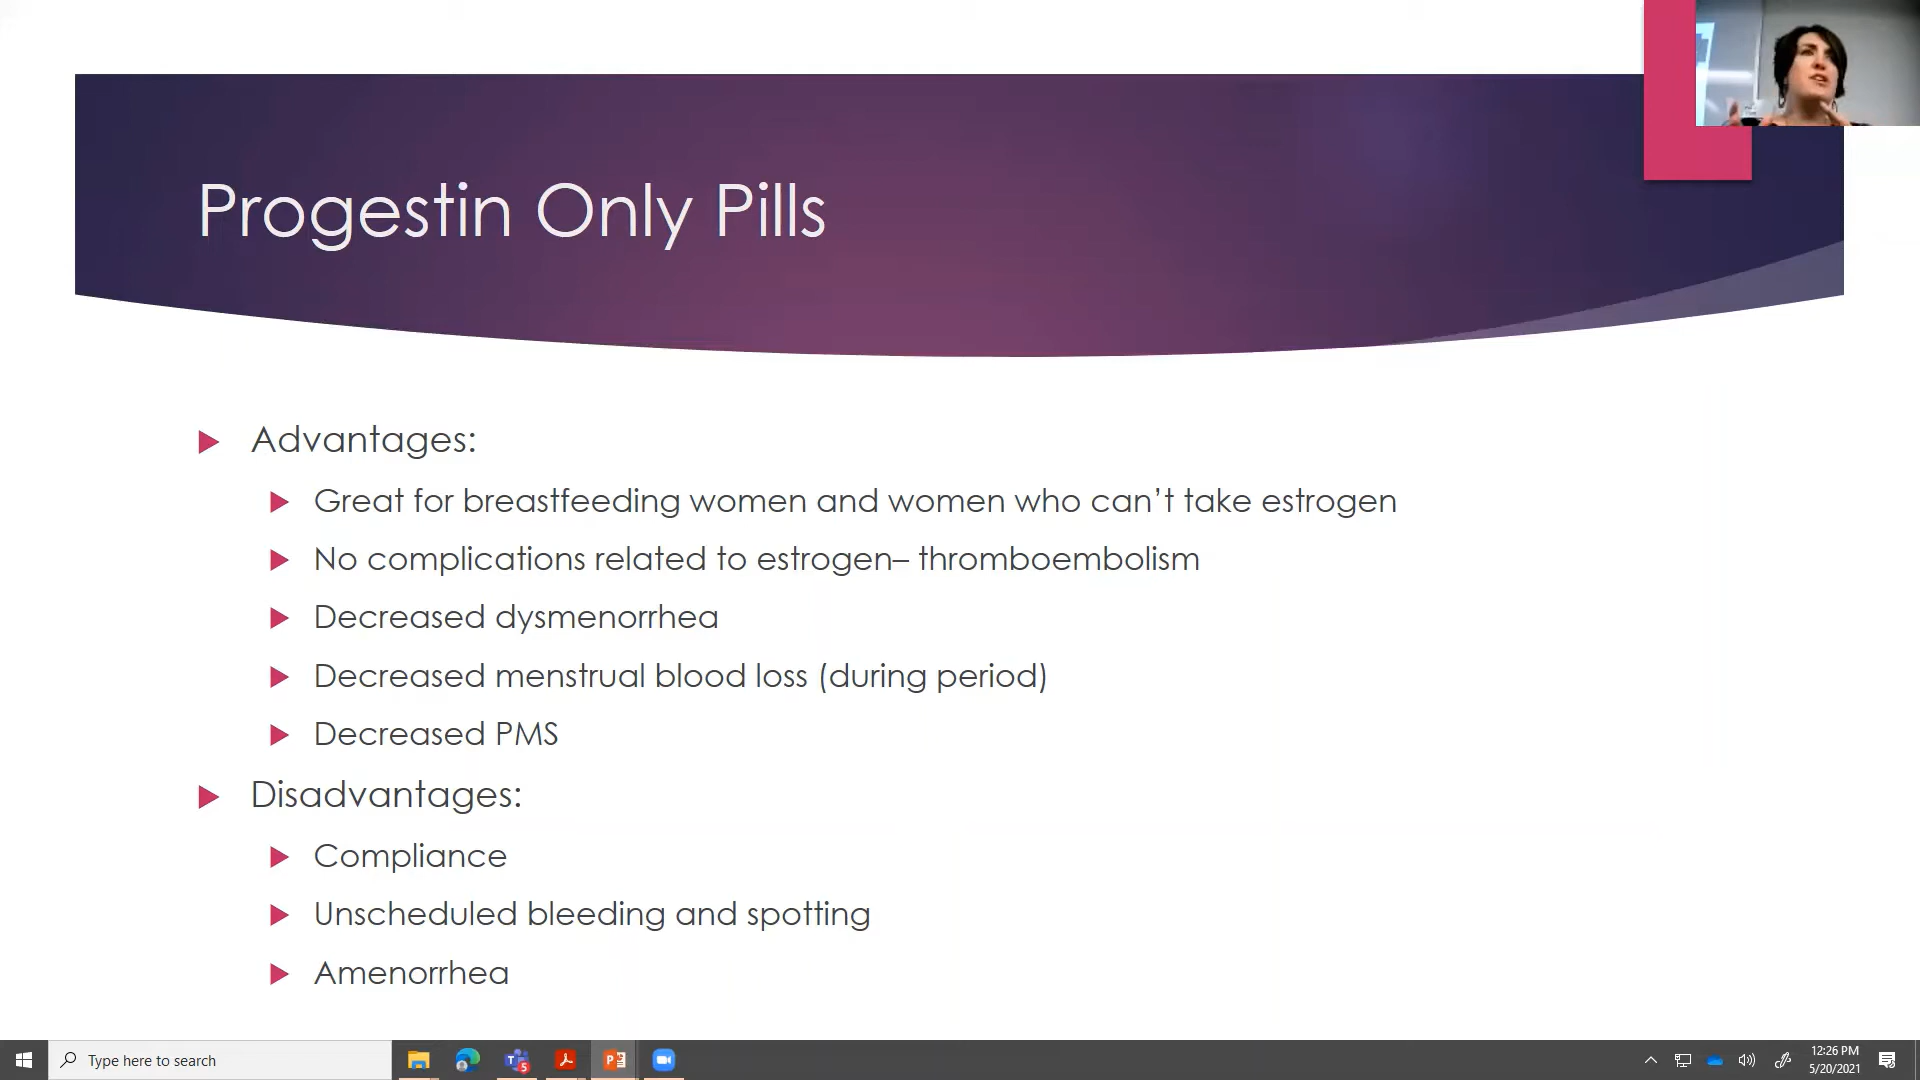 Progestin Only Pills
Advantages:
Great for breastfeeding women and women who can’t take estrogen
No complications related to estrogen– thromboembolism
Decreased dysmenorrhea
Decreased menstrual blood loss (during period)
Decreased PMS
Disadvantages:
Compliance
Unscheduled bleeding and spotting
Amenorrhea
Type here to search
5
12:26 PM
5/20/2021